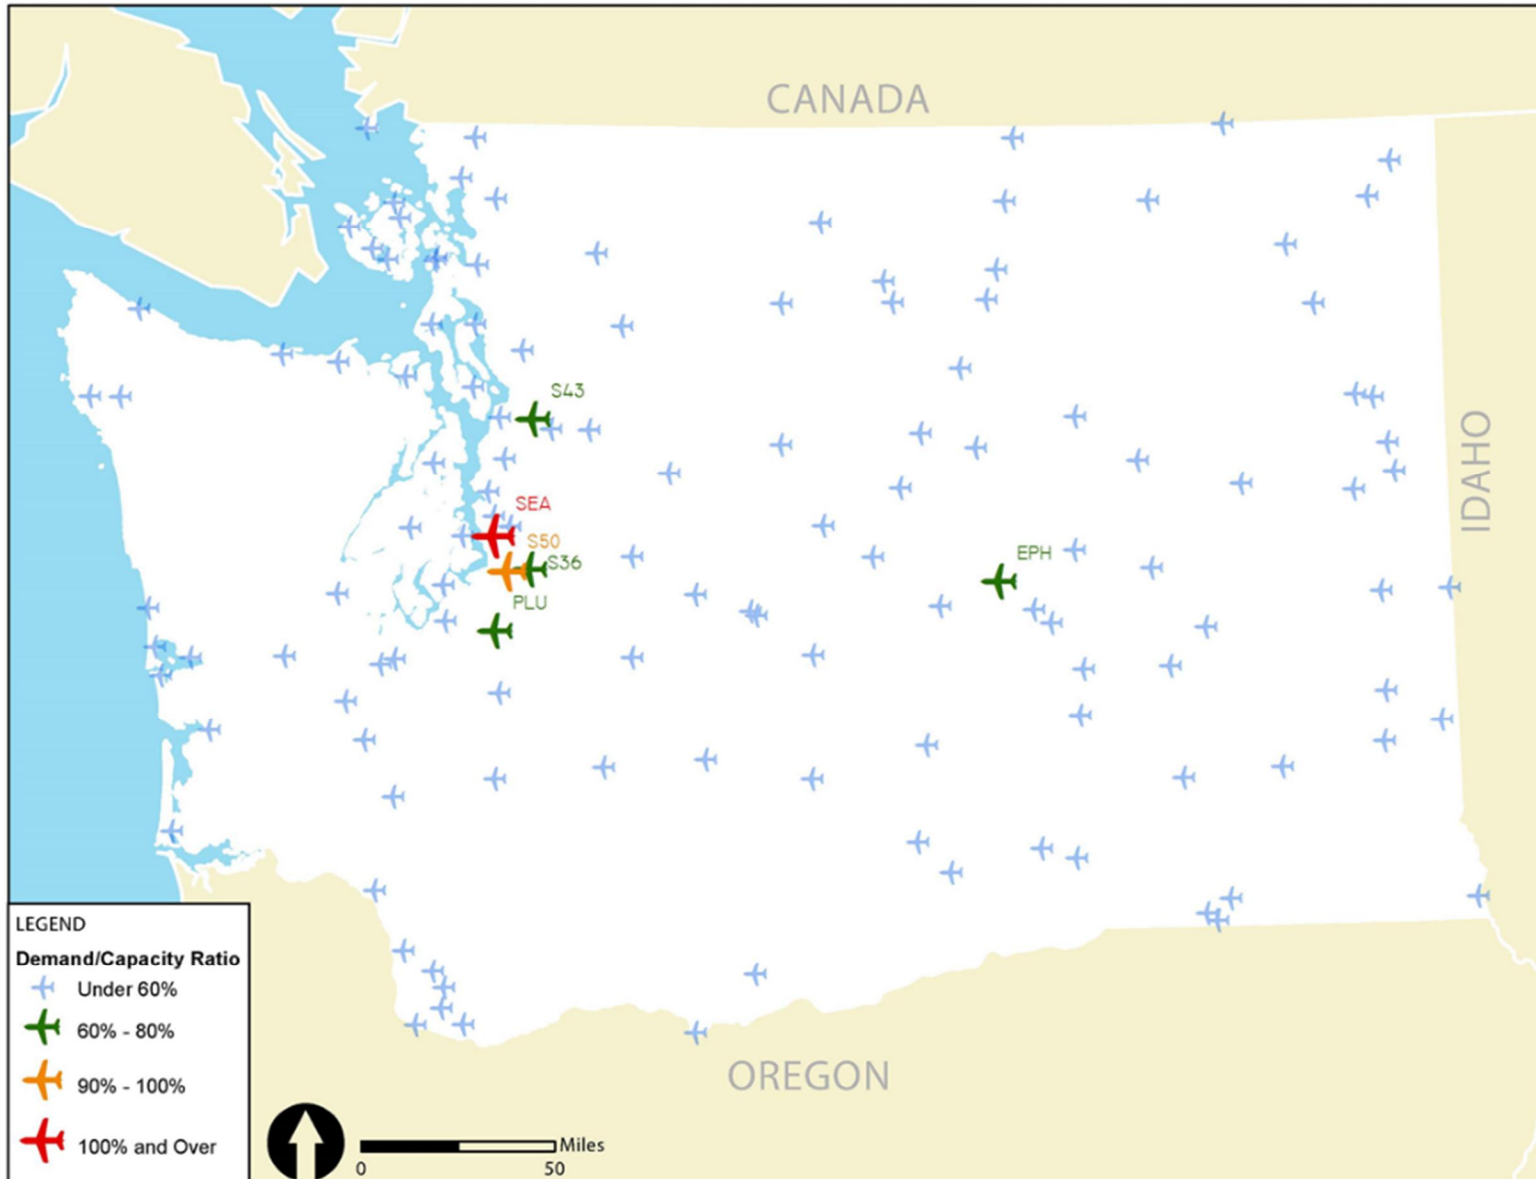 CANADA
S43
IDAHO
SEA
S50
S36
EPH
PLU
LEGEND
Demand/Capacity Ratio
Under 60%
60% - 80%
90% - 100%
100% and Over
OREGON
Miles
0 50